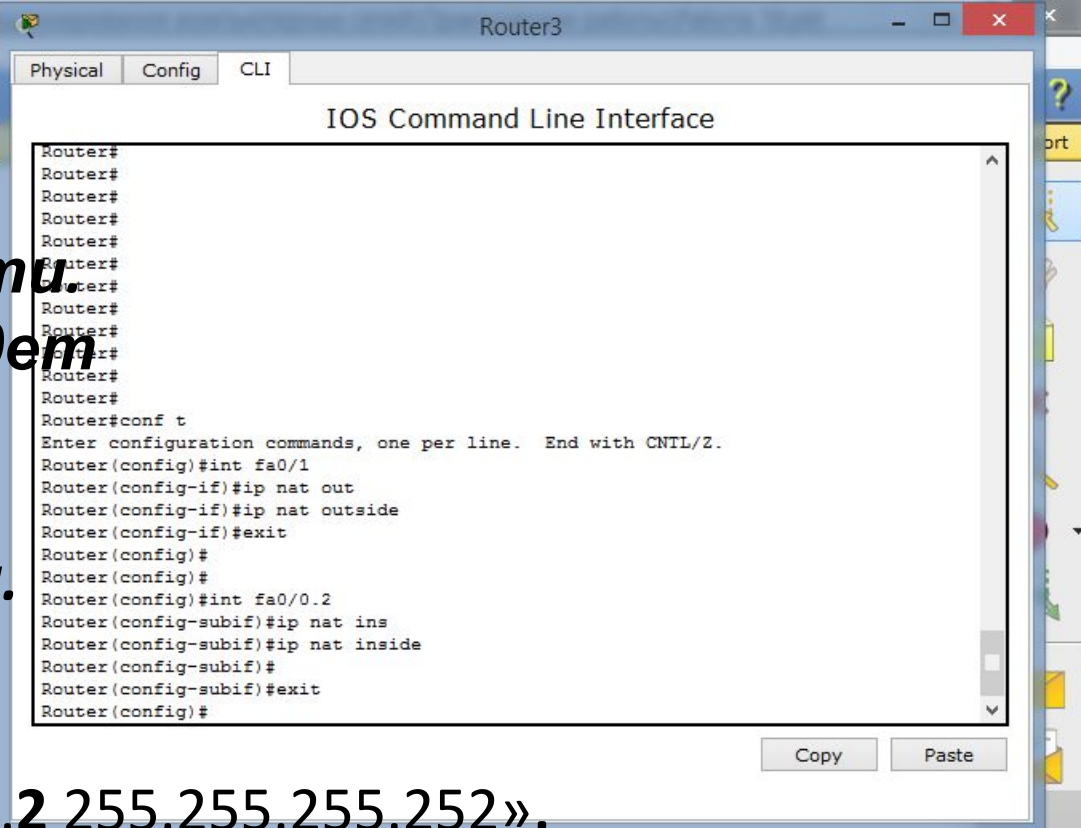 Router3
Physical Config CLI
IOS Command Line Interface
Router#
Router#
Router#
Router#
Router#
Router#
Router#
Router#
Router#
Router#
Router#
Router#
Router#conf t
Enter configuration commands, one per line. End with CNTL/Z.
Router(config)#int fa0/1
Router(config-if)#ip nat out
Router(config-if)#ip nat outside
Router(config-if)#exit
Router(config)#
Router(config)#
Router(config)#int fa0/0.2
Router(config-subif)#ip nat ins
Router(config-subif)#ip nat inside
Router(config-subif)#
Router(config-subif)#exit
Router(config)#
Copy Paste
.2 255.255.255.252».